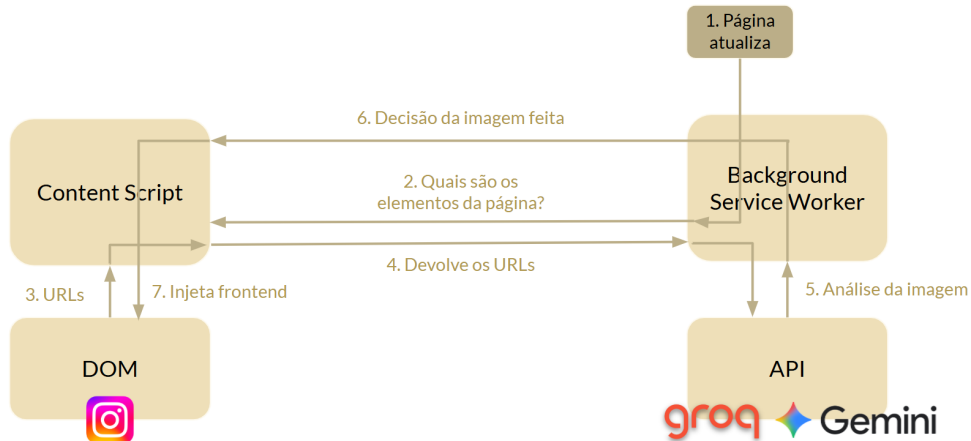 1. Página
atualiza
6. Decisão da imagem feita
Content Script
2. Quais são os
elementos da página?
Background
Service Worker
4. Devolve os URLs
3. URLs
7. Injeta frontend
5. Análise da imagem
DOM
API
groq
Gemini